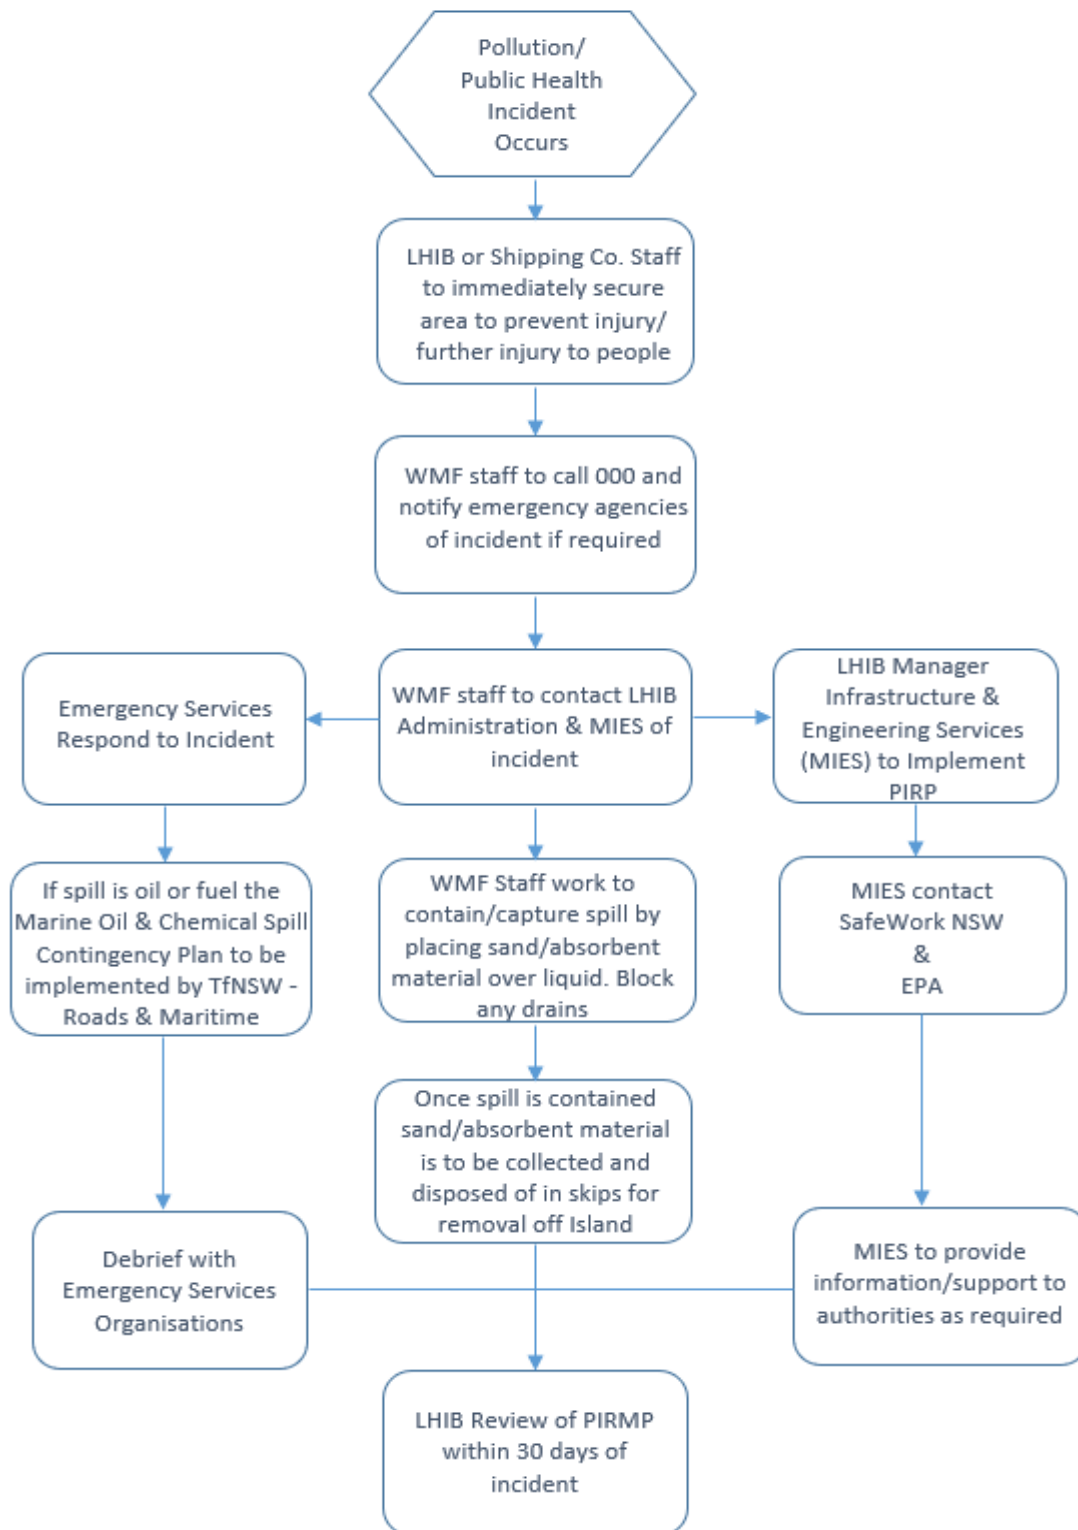 Pollution/
Public Health
Incident
Occurs
LHIB or Shipping Co. Staff
to immediately secure
area to prevent injury/
further injury to people
WMF staff to call 000 and
notify emergency agencies
of incident if required
Emergency Services
Respond to Incident
WMF staff to contact LHIB
Administration & MIES of
incident
LHIB Manager
Infrastructure &
Engineering Services
(MIES) to Implement
PIRP
If spill is oil or fuel the
Marine Oil & Chemical Spill
Contingency Plan to be
implemented by TfNSW -
Roads & Maritime
WMF Staff work to
contain/capture spill by
placing sand/absorbent
material over liquid. Block
any drains
MIES contact
SafeWork NSW
&
EPA
Once spill is contained
sand/absorbent material
is to be collected and
disposed of in skips for
removal off Island
Debrief with
Emergency Services
Organisations
MIES to provide
information/support to
authorities as required
LHIB Review of PIRMP
within 30 days of
incident